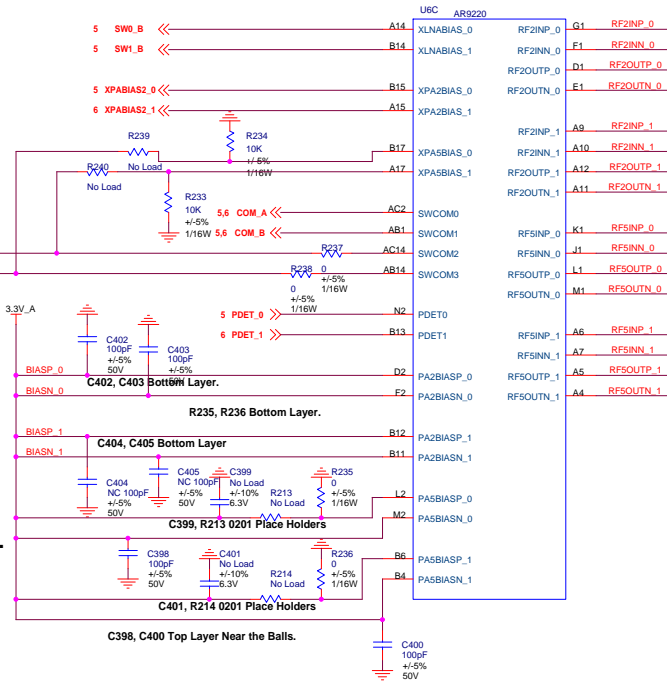 U6C AR9220
5 SW0_B A14 XLNABIAS_0 RF2INP_0 G1 RF2INP_0
5 SW1_B B14 XLNABIAS_1 RF2INN_0 F1 RF2INN_0
RF2OUTP_0 D1 RF2OUTP_0
5 XPABIAS2_0 B15 XPA2BIAS_0 RF2OUTN_0 E1 RF2OUTN_0
6 XPABIAS2_1 A15 XPA2BIAS_1
RF2INP_1 A9 RF2INP_1
R239 R234
No Load 10K
+/-5%
1/16W
B17 XPA5BIAS_0 RF2INN_1 A10 RF2INN_1
R240
No Load
A17 XPA5BIAS_1 RF2OUTP_1 A12 RF2OUTP_1
RF2OUTN_1 A11 RF2OUTN_1
R233
10K
+/-5%
1/16W
5,6 COM_A AC2 SWCOM0
5,6 COM_B AB1 SWCOM1 RF5INP_0 K1 RF5INP_0
R237 AC14 SWCOM2 RF5INN_0 J1 RF5INN_0
0
+/-5%
1/16W
R238 AB14 SWCOM3 RF5OUTP_0 L1 RF5OUTP_0
0
+/-5%
1/16W
RF5OUTN_0 M1 RF5OUTN_0
3.3V_A
5 PDET_0 N2 PDET0
6 PDET_1 B13 PDET1 RF5INP_1 A6 RF5INP_1
RF5INN_1 A7 RF5INN_1
C402
100pF
+/-5%
50V
C403
100pF
+/-5%
50V
BIASP_0 D2 PA2BIASP_0 RF5OUTP_1 A5 RF5OUTP_1
C402, C403 Bottom Layer.
BIASN_0 F2 PA2BIASN_0 RF5OUTN_1 A4 RF5OUTN_1
R235, R236 Bottom Layer.
BIASP_1 B12 PA2BIASP_1
C404, C405 Bottom Layer
BIASN_1 B11 PA2BIASN_1
C404
NC 100pF
+/-5%
50V
C405
NC 100pF
+/-5%
50V
C399
No Load
+/-10%
6.3V
R213
No Load
R235
0
+/-5%
1/16W
L2 PA5BIASP_0
M2 PA5BIASN_0
C399, R213 0201 Place Holders
C398
100pF
+/-5%
50V
C401
No Load
+/-10%
6.3V
R214
No Load
R236
0
+/-5%
1/16W
B6 PA5BIASP_1
B4 PA5BIASN_1
C401, R214 0201 Place Holders
C398, C400 Top Layer Near the Balls.
C400
100pF
+/-5%
50V